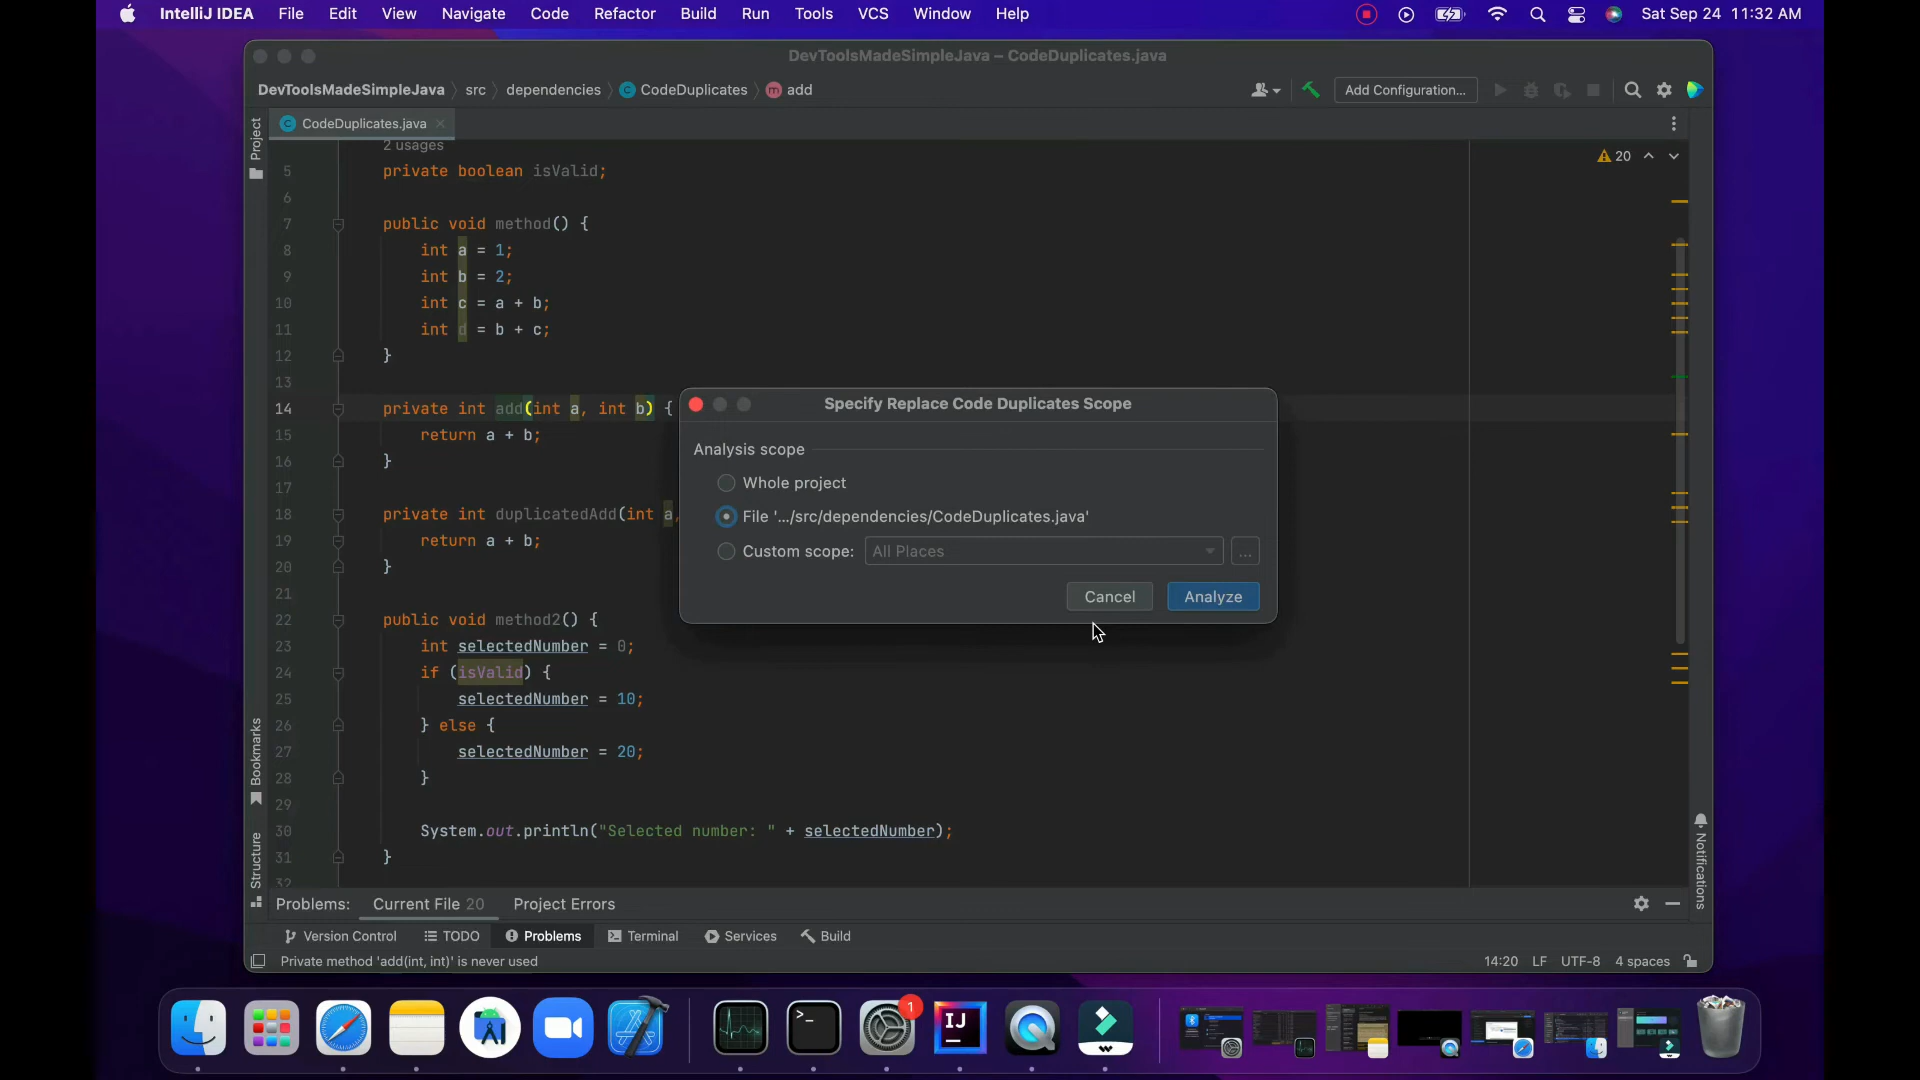 IntelliJ IDEA File Edit View Navigate Code Refactor Build Run Tools VCS Window Help Sat Sep 24 11:32 AM
DevToolsMadeSimpleJava – CodeDuplicates.java
DevToolsMadeSimpleJava src dependencies CodeDuplicates add Add Configuration...
Project
CodeDuplicates.java
2 usages
20
5 private boolean isValid;
6
7 public void method() {
8 int a = 1;
9 int b = 2;
10 int c = a + b;
11 int d = b + c;
12 }
13
14 private int add(int a, int b) {
15 return a + b;
16 }
17
18 private int duplicatedAdd(int a,
19 return a + b;
20 }
21
22 public void method2() {
23 int selectedNumber = 0;
24 if (isValid) {
25 selectedNumber = 10;
26 } else {
27 selectedNumber = 20;
28 }
29
30 System.out.println("Selected number: " + selectedNumber);
31 }
32
Specify Replace Code Duplicates Scope
Analysis scope
Whole project
File '.../src/dependencies/CodeDuplicates.java'
Custom scope: All Places ...
Cancel Analyze
Bookmarks
Structure
Notifications
Problems: Current File 20 Project Errors
Version Control TODO Problems Terminal Services Build
Private method 'add(int, int)' is never used 14:20 LF UTF-8 4 spaces
>_
1
IJ